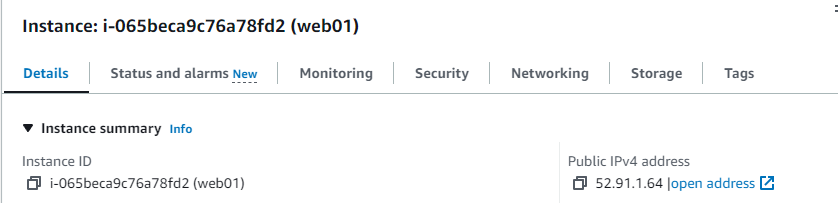 Instance: i-065beca9c76a78fd2 (web01)
Details Status and alarms New Monitoring Security Networking Storage Tags
Instance summary Info
Instance ID Public IPv4 address
i-065beca9c76a78fd2 (web01) 52.91.1.64 |open address